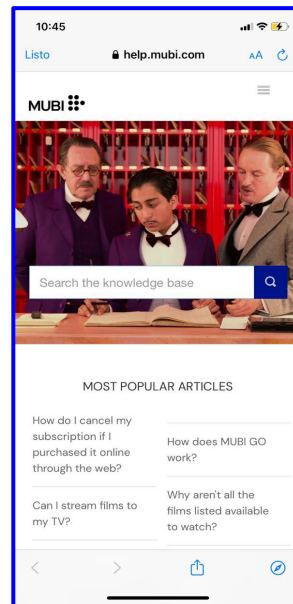 10:45
Listo
help.mubi.com
AA
MUBI
Search the knowledge base
MOST POPULAR ARTICLES
How do I cancel my
subscription if I
purchased it online
through the web?
How does MUBI GO
work?
Can I stream films to
my TV?
Why aren't all the
films listed available
to watch?